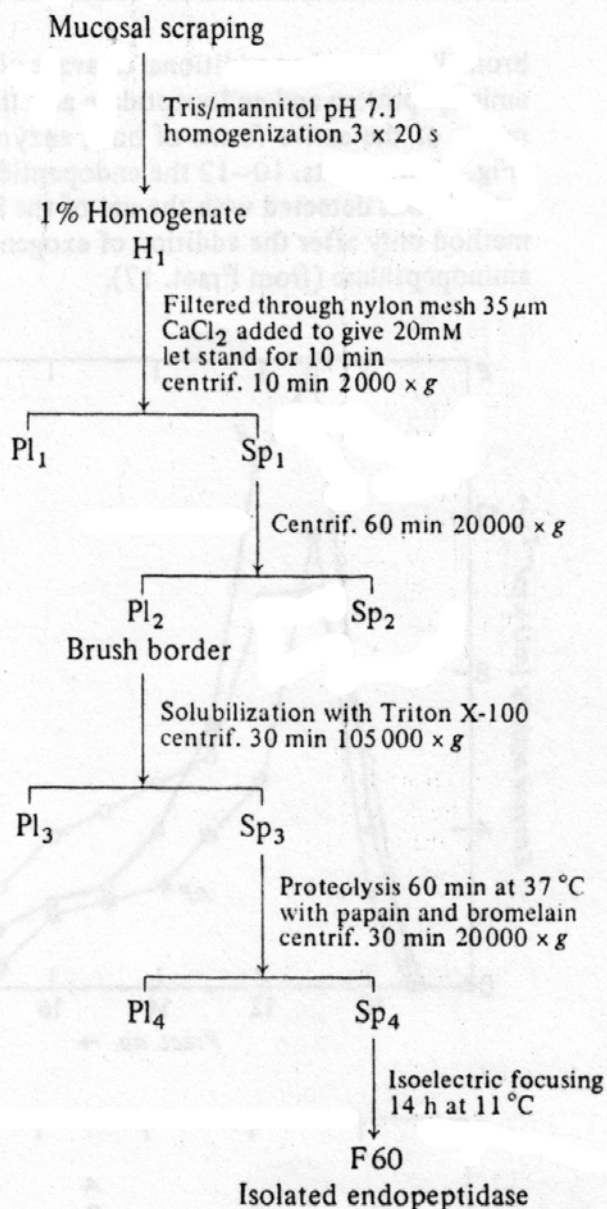 Mucosal scraping
Tris/mannitol pH 7.1
homogenization 3 × 20 s
1% Homogenate
H₁
Filtered through nylon mesh 35 μm
CaCl₂ added to give 20mM
let stand for 10 min
centrif. 10 min 2000 × g
Pl₁ Sp₁
Centrif. 60 min 20000 × g
Pl₂ Sp₂
Brush border
Solubilization with Triton X-100
centrif. 30 min 105000 × g
Pl₃ Sp₃
Proteolysis 60 min at 37 °C
with papain and bromelain
centrif. 30 min 20000 × g
Pl₄ Sp₄
Isoelectric focusing
14 h at 11 °C
F 60
Isolated endopeptidase